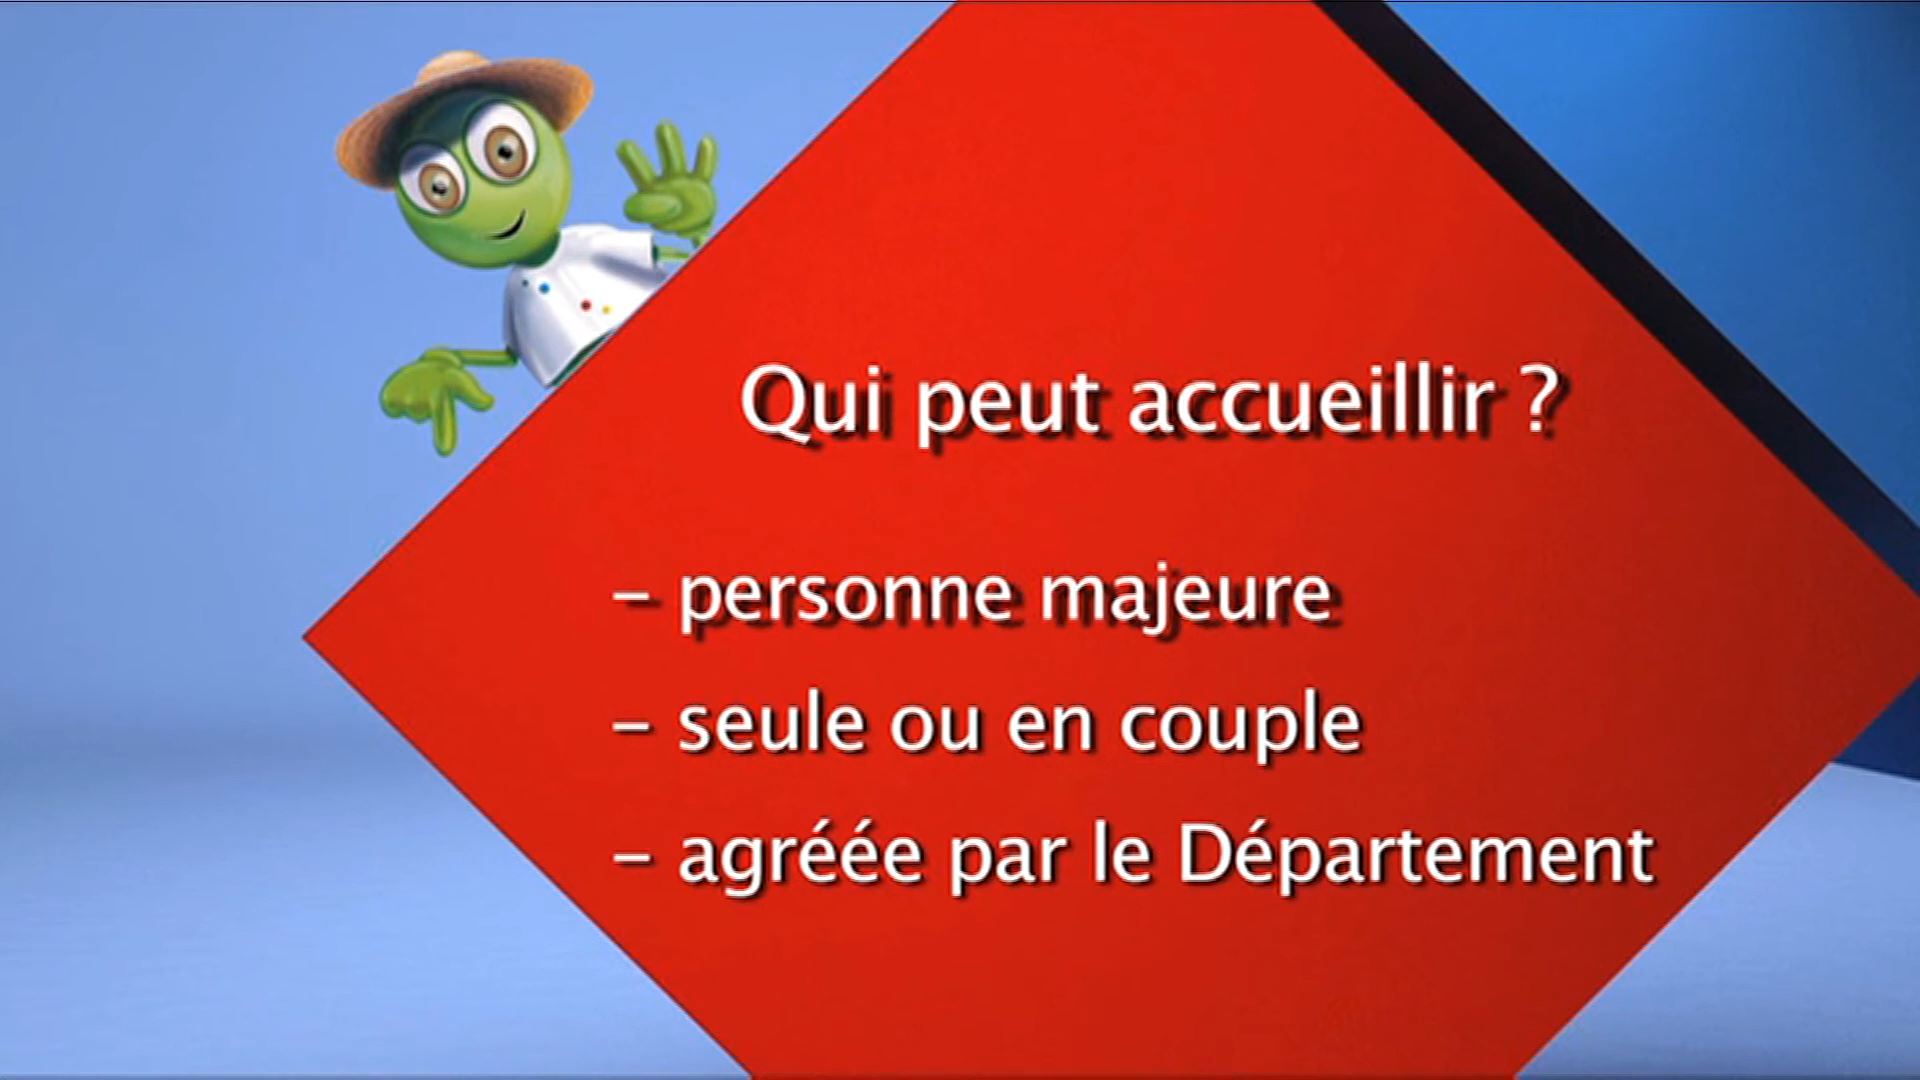 Qui peut accueillir ?
- personne majeure
- seule ou en couple
- agréée par le Département